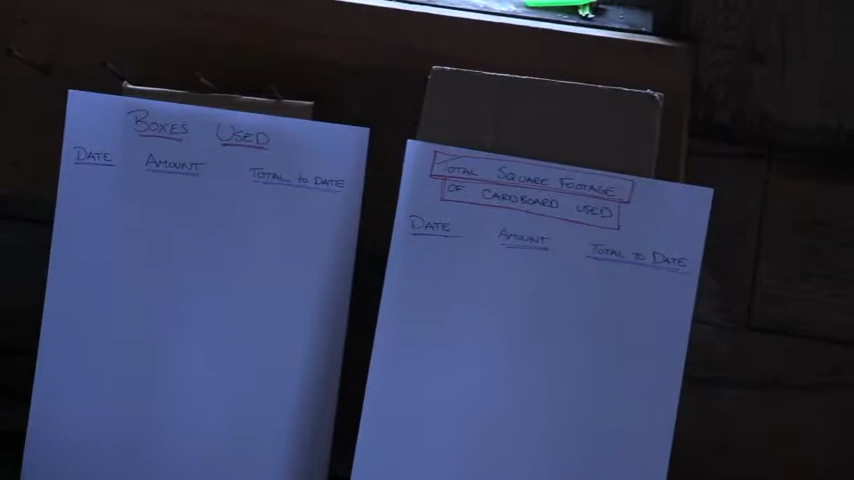 BOXES USED
DATE AMOUNT TOTAL to DATE
TOTAL SQUARE FOOTAGE
OF CARDBOARD USED
DATE AMOUNT TOTAL to DATE